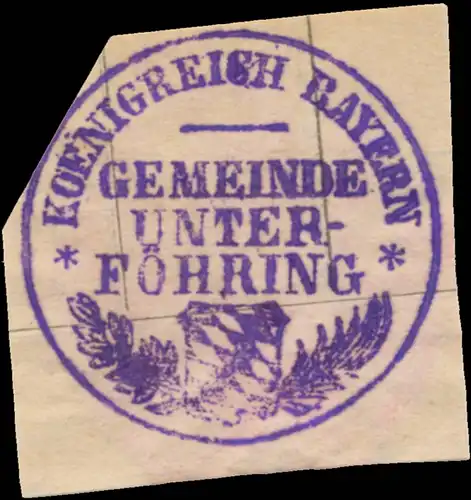 KOENIGREICH BAYERN
GEMEINDE
UNTER-
FÖHRING